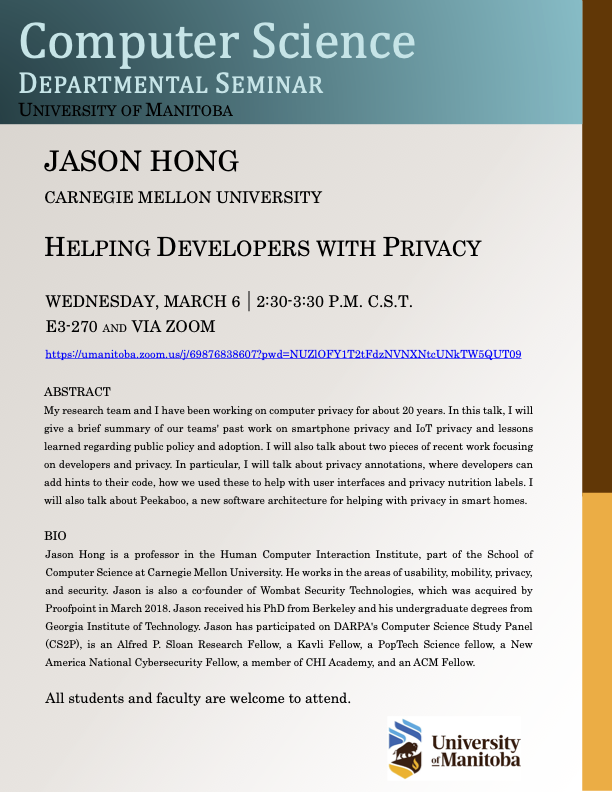 Computer Science
DEPARTMENTAL SEMINAR
UNIVERSITY OF MANITOBA
JASON HONG
CARNEGIE MELLON UNIVERSITY
HELPING DEVELOPERS WITH PRIVACY
WEDNESDAY, MARCH 6 | 2:30-3:30 P.M. C.S.T.
E3-270 AND VIA ZOOM
https://umanitoba.zoom.us/j/69876838607?pwd=NUZlOFY1T2tFdzNVNXNtcUNkTW5QUT09
ABSTRACT
My research team and I have been working on computer privacy for about 20 years. In this talk, I will
give a brief summary of our teams' past work on smartphone privacy and IoT privacy and lessons
learned regarding public policy and adoption. I will also talk about two pieces of recent work focusing
on developers and privacy. In particular, I will talk about privacy annotations, where developers can
add hints to their code, how we used these to help with user interfaces and privacy nutrition labels. I
will also talk about Peekaboo, a new software architecture for helping with privacy in smart homes.
BIO
Jason Hong is a professor in the Human Computer Interaction Institute, part of the School of
Computer Science at Carnegie Mellon University. He works in the areas of usability, mobility, privacy,
and security. Jason is also a co-founder of Wombat Security Technologies, which was acquired by
Proofpoint in March 2018. Jason received his PhD from Berkeley and his undergraduate degrees from
Georgia Institute of Technology. Jason has participated on DARPA's Computer Science Study Panel
(CS2P), is an Alfred P. Sloan Research Fellow, a Kavli Fellow, a PopTech Science fellow, a New
America National Cybersecurity Fellow, a member of CHI Academy, and an ACM Fellow.
All students and faculty are welcome to attend.
University
of Manitoba